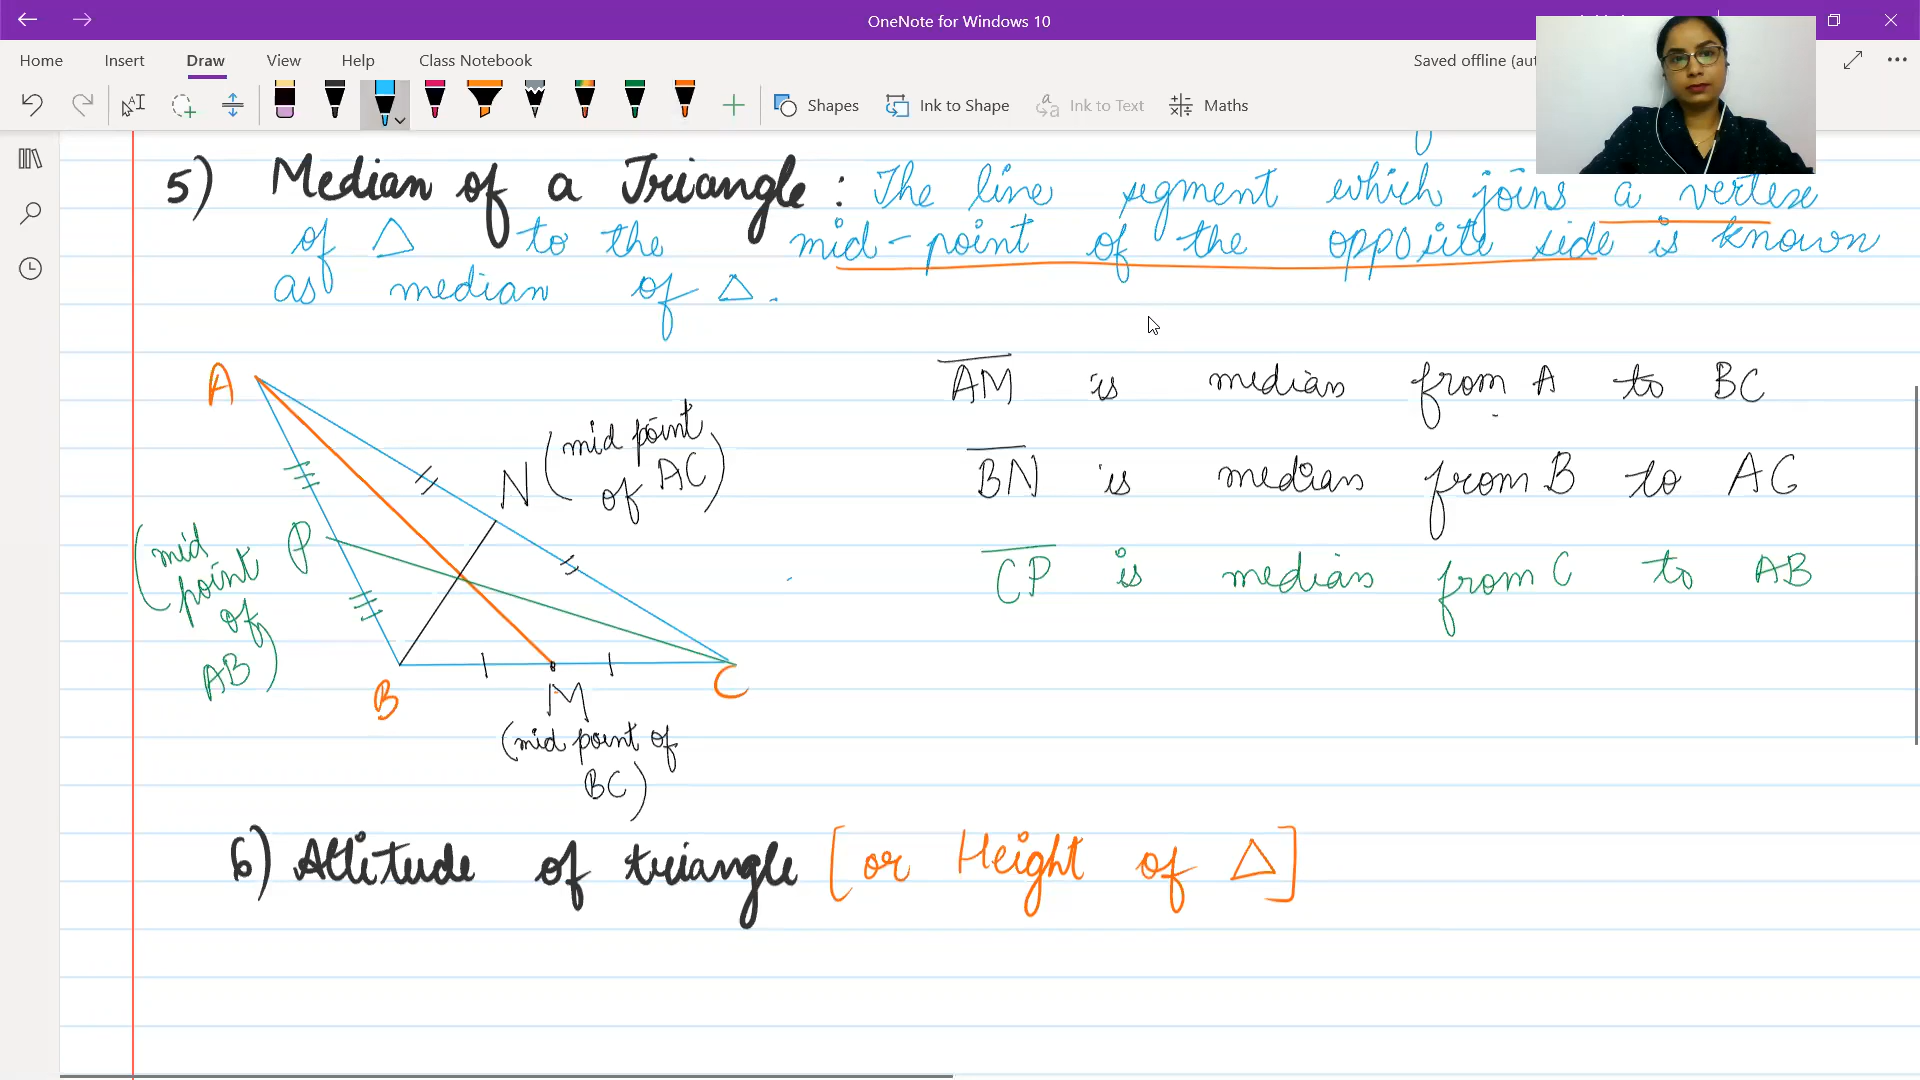 OneNote for Windows 10
Home Insert Draw View Help Class Notebook
Saved offline (aut
Shapes Ink to Shape Ink to Text Maths
5) Median of a Triangle : The line segment which joins a vertex
of △ to the mid-point of the opposite side is known
as median of △ .
A
N (mid point of AC)
P
(mid point of AB)
B
M
C
(mid point of
BC)
AM is median from A to BC
BN is median from B to AC
CP is median from C to AB
6) Altitude of triangle [or Height of △]